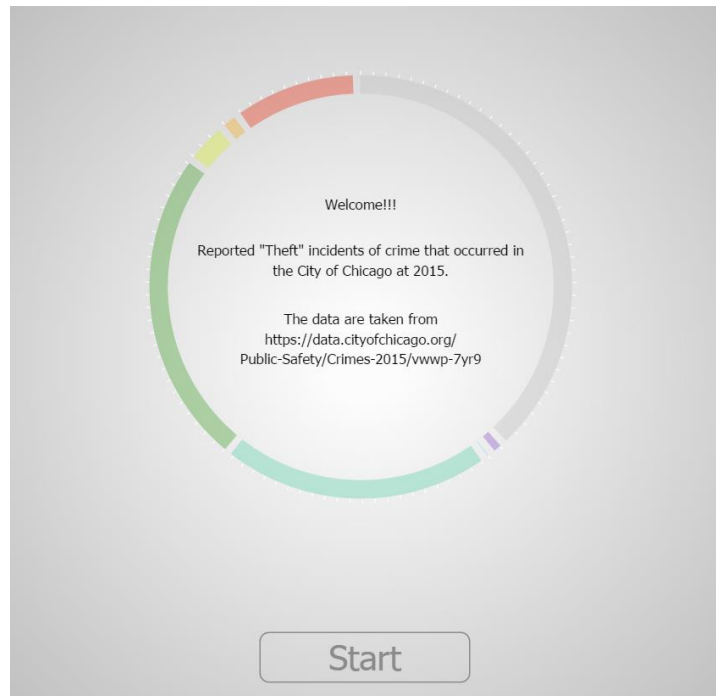 Welcome!!!
Reported "Theft" incidents of crime that occurred in
the City of Chicago at 2015.
The data are taken from
https://data.cityofchicago.org/
Public-Safety/Crimes-2015/vwwp-7yr9
Start